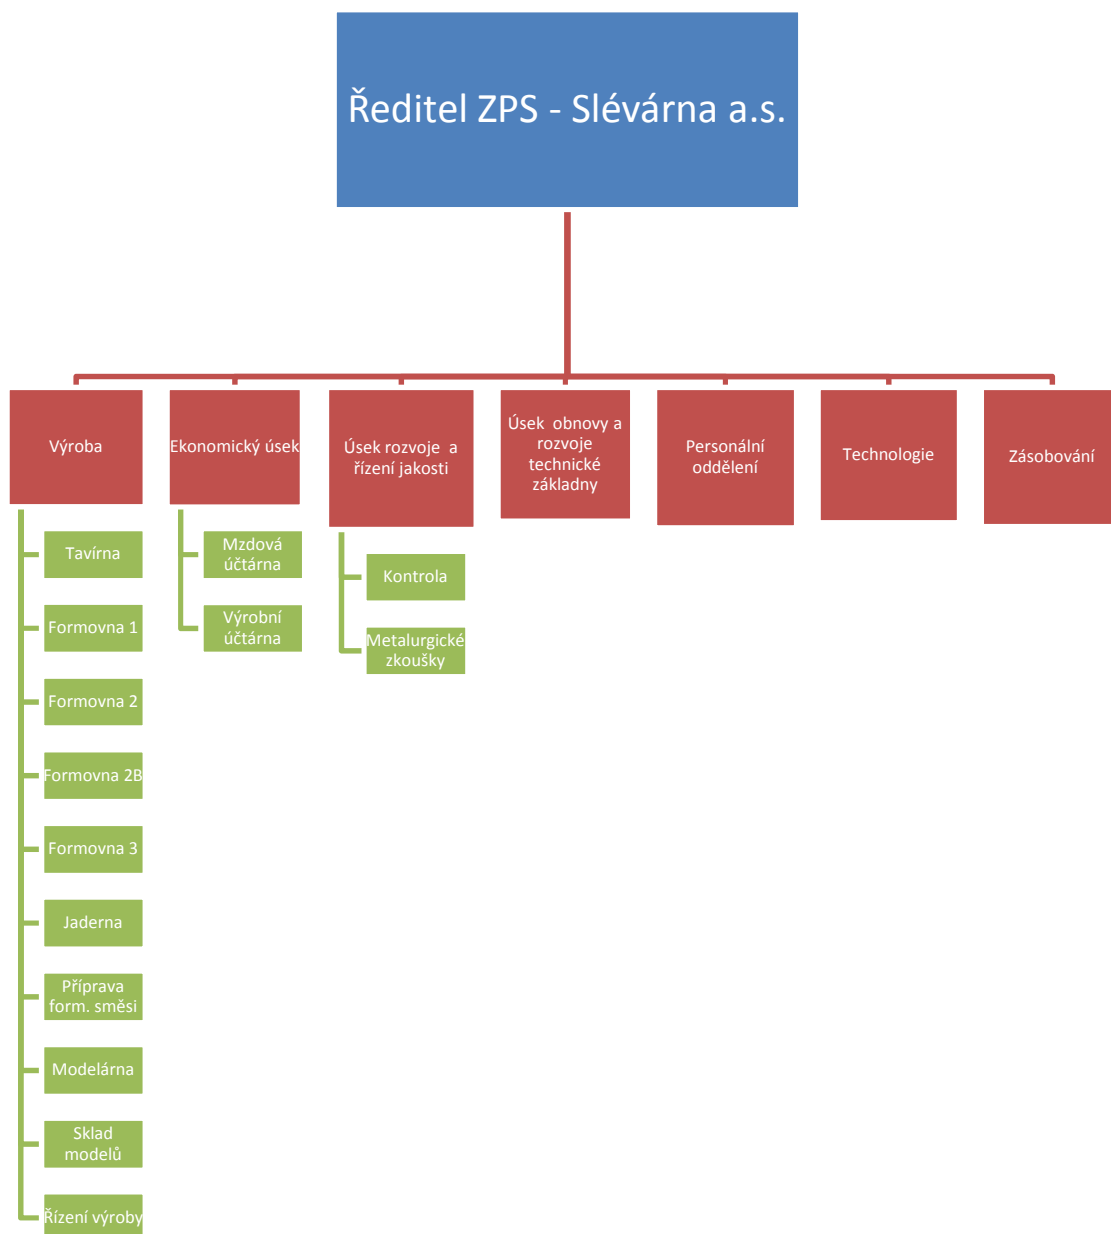 Ředitel ZPS - Slévárna a.s.
Výroba
Ekonomický úsek
Úsek rozvoje a
řízení jakosti
Úsek obnovy a
rozvoje
technické
základny
Personální
oddělení
Technologie
Zásobování
Tavírna
Formovna 1
Formovna 2
Formovna 2B
Formovna 3
Jaderna
Příprava
form. směsi
Modelárna
Sklad
modelů
Řízení výroby
Mzdová
účtárna
Výrobní
účtárna
Kontrola
Metalurgické
zkoušky